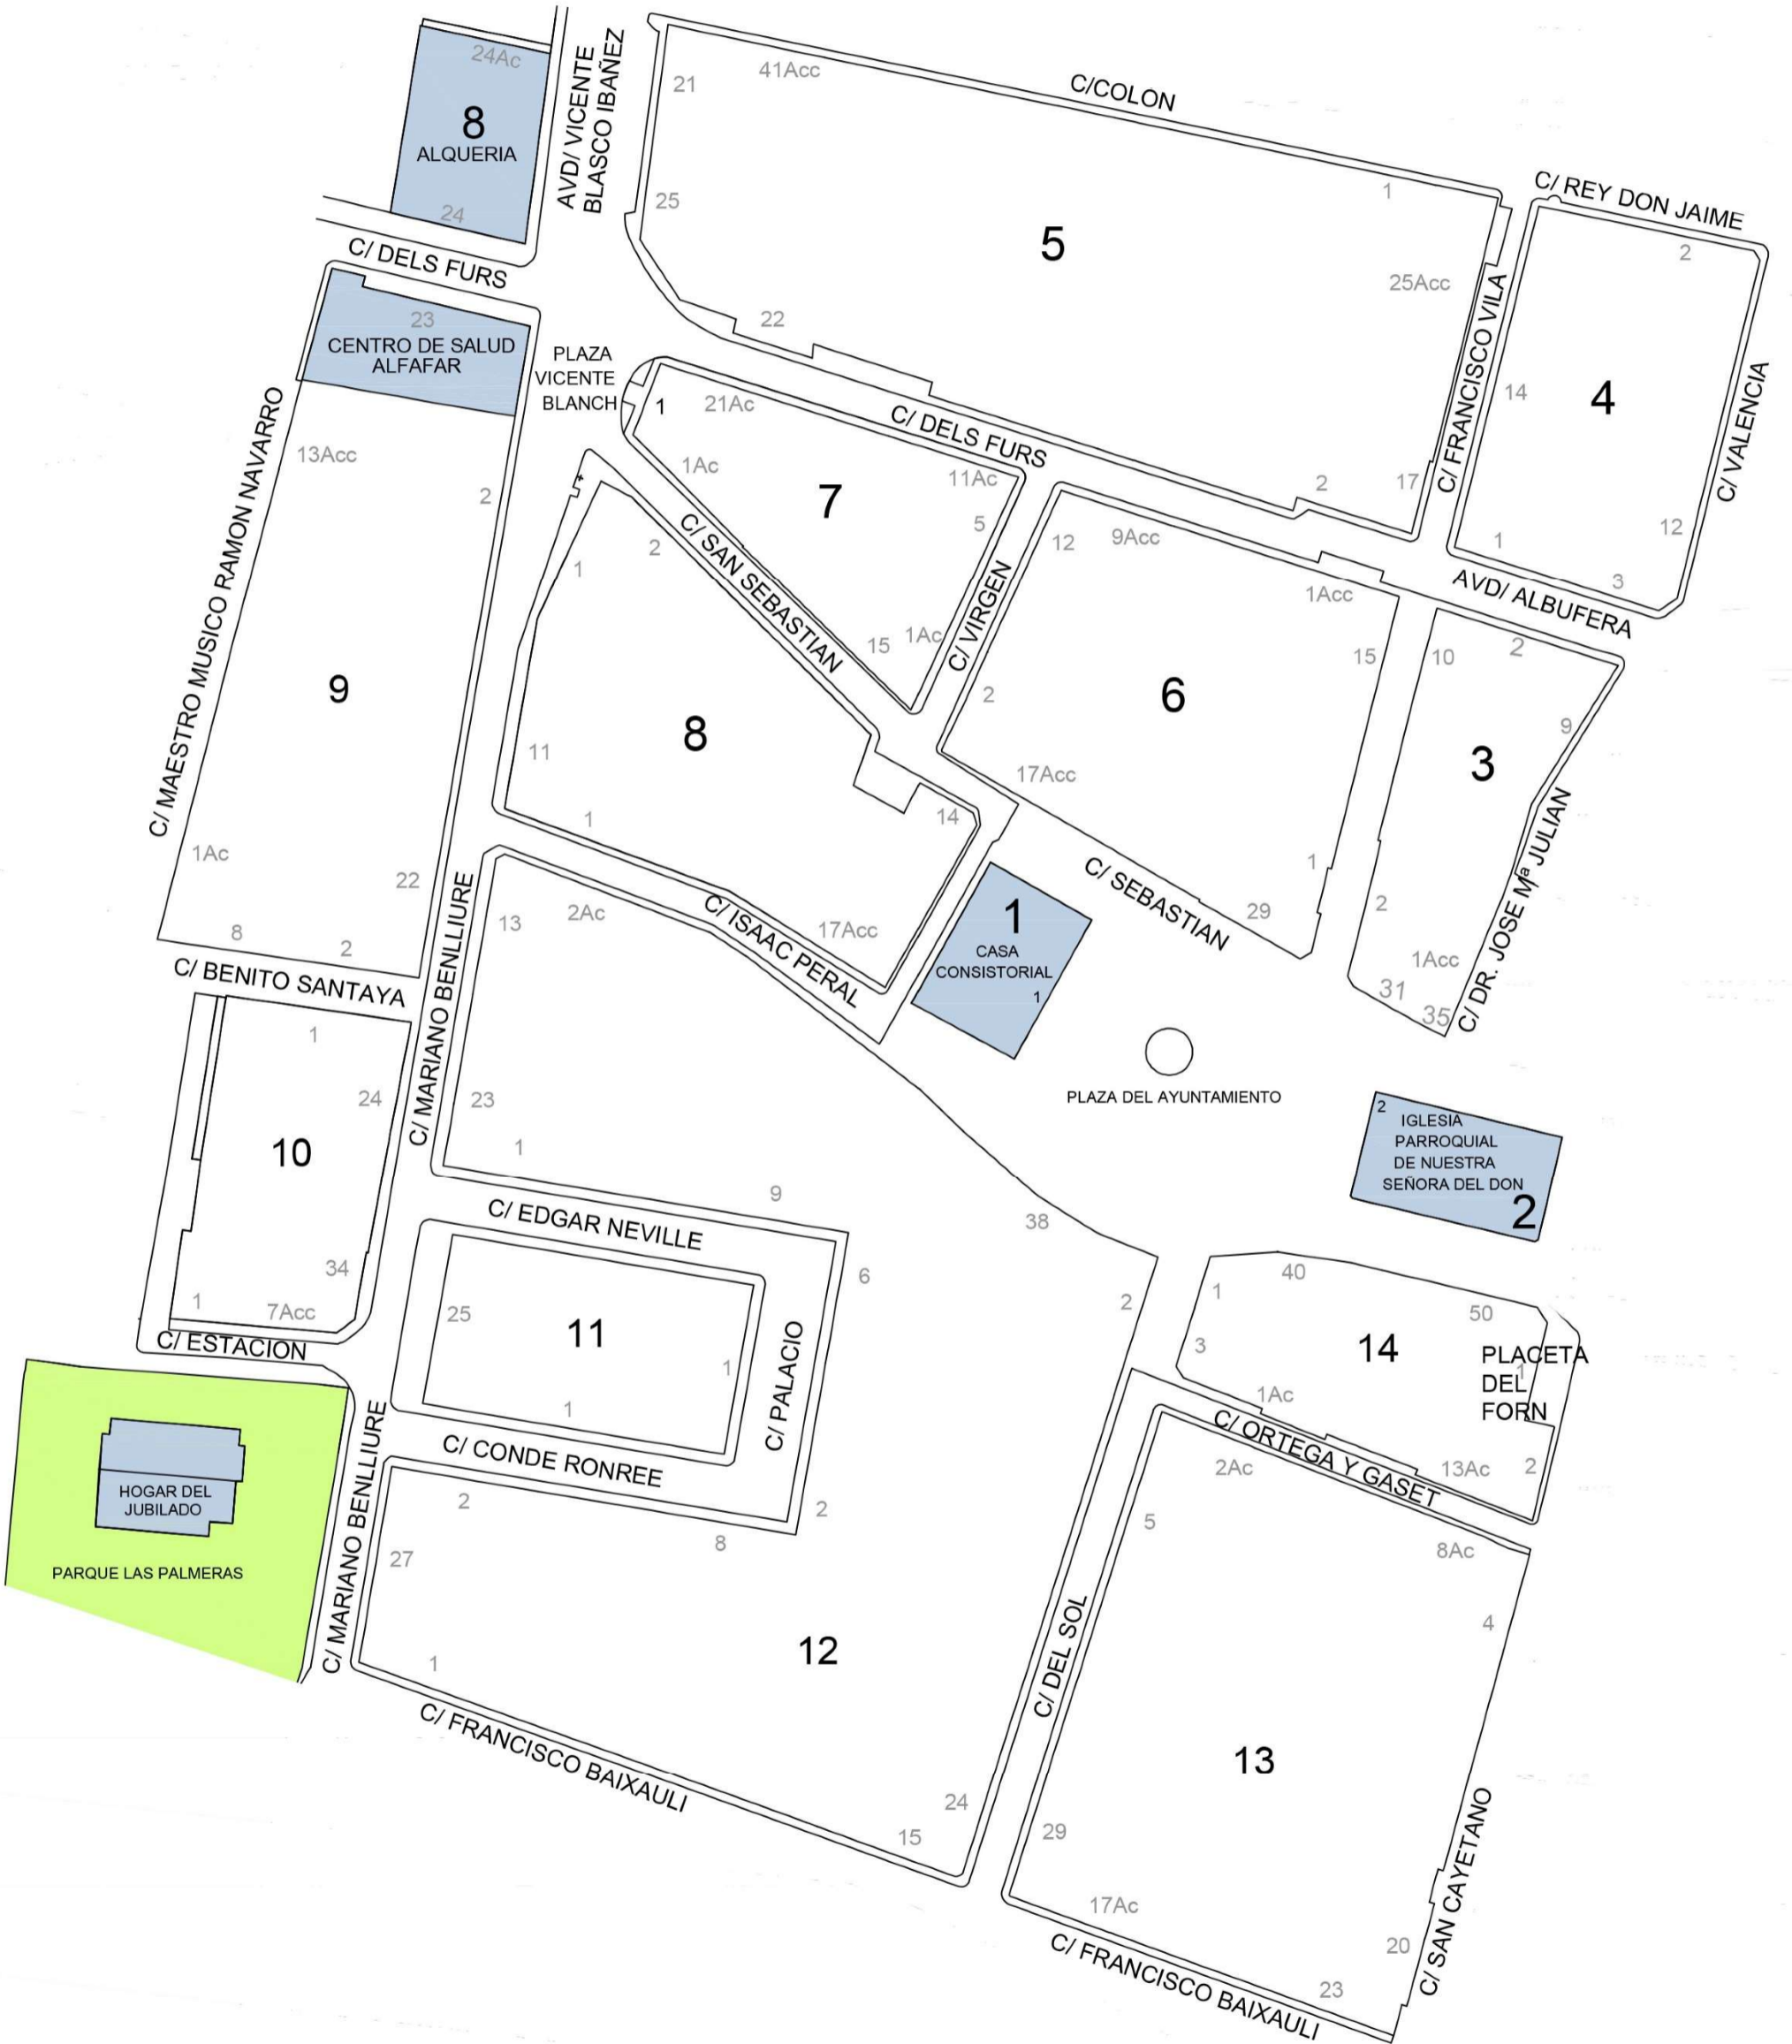 24Ac
8
ALQUERIA
24
AVD/ VICENTE
BLASCO IBAÑEZ
21
41Acc
C/COLON
1
25
5
25Acc
22
2
17
C/ REY DON JAIME
2
14
4
C/ VALENCIA
12
1
3
C/ FRANCISCO VILA
C/ DELS FURS
23
CENTRO DE SALUD
ALFAFAR
PLAZA
VICENTE
BLANCH
1
21Ac
C/ DELS FURS
1Ac
7
11Ac
5
15
1Ac
C/ VIRGEN
12
9Acc
1Acc
AVD/ ALBUFERA
C/ MAESTRO MUSICO RAMON NAVARRO
13Acc
2
9
1Ac
22
8
2
1
2
C/ SAN SEBASTIAN
8
11
1
14
17Acc
2
6
15
17Acc
1
29
10
2
9
3
2
1Acc
31
35
C/ DR. JOSE Mª JULIAN
C/ SEBASTIAN
1
CASA
CONSISTORIAL
1
C/ ISAAC PERAL
C/ BENITO SANTAYA
C/ MARIANO BENLLIURE
13
2Ac
23
1
9
1
24
10
34
1
7Acc
C/ ESTACION
PLAZA DEL AYUNTAMIENTO
2
IGLESIA
PARROQUIAL
DE NUESTRA
SEÑORA DEL DON
2
C/ EDGAR NEVILLE
38
6
2
25
11
1
1
C/ PALACIO
C/ CONDE RONREE
1
40
50
3
14
PLACETA
DEL
FORN
1
1Ac
13Ac
2
C/ ORTEGA Y GASET
HOGAR DEL
JUBILADO
PARQUE LAS PALMERAS
C/ MARIANO BENLLIURE
2
8
2
27
1
12
24
15
C/ FRANCISCO BAIXAULI
C/ DEL SOL
2Ac
5
8Ac
4
13
29
17Ac
20
23
C/ SAN CAYETANO
C/ FRANCISCO BAIXAULI